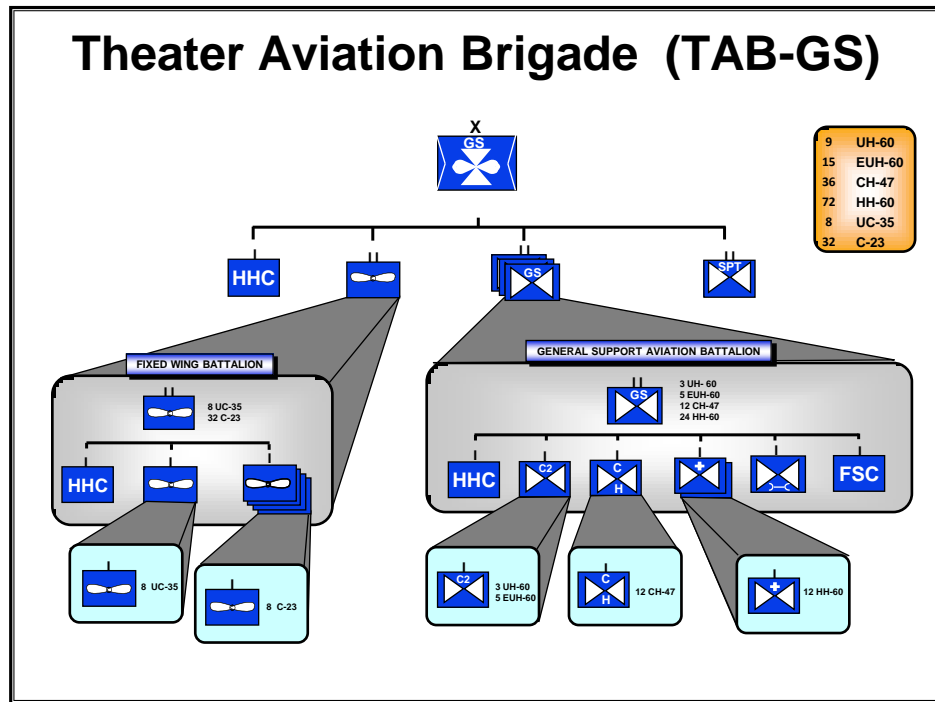 Theater Aviation Brigade (TAB-GS)
X
GS
9 UH-60
15 EUH-60
36 CH-47
72 HH-60
8 UC-35
32 C-23
HHC
GS
SPT
FIXED WING BATTALION
GENERAL SUPPORT AVIATION BATTALION
8 UC-35
32 C-23
GS
3 UH- 60
5 EUH-60
12 CH-47
24 HH-60
HHC
HHC
C2
C
H
FSC
8 UC-35
8 C-23
C2
3 UH-60
5 EUH-60
C
H
12 CH-47
12 HH-60